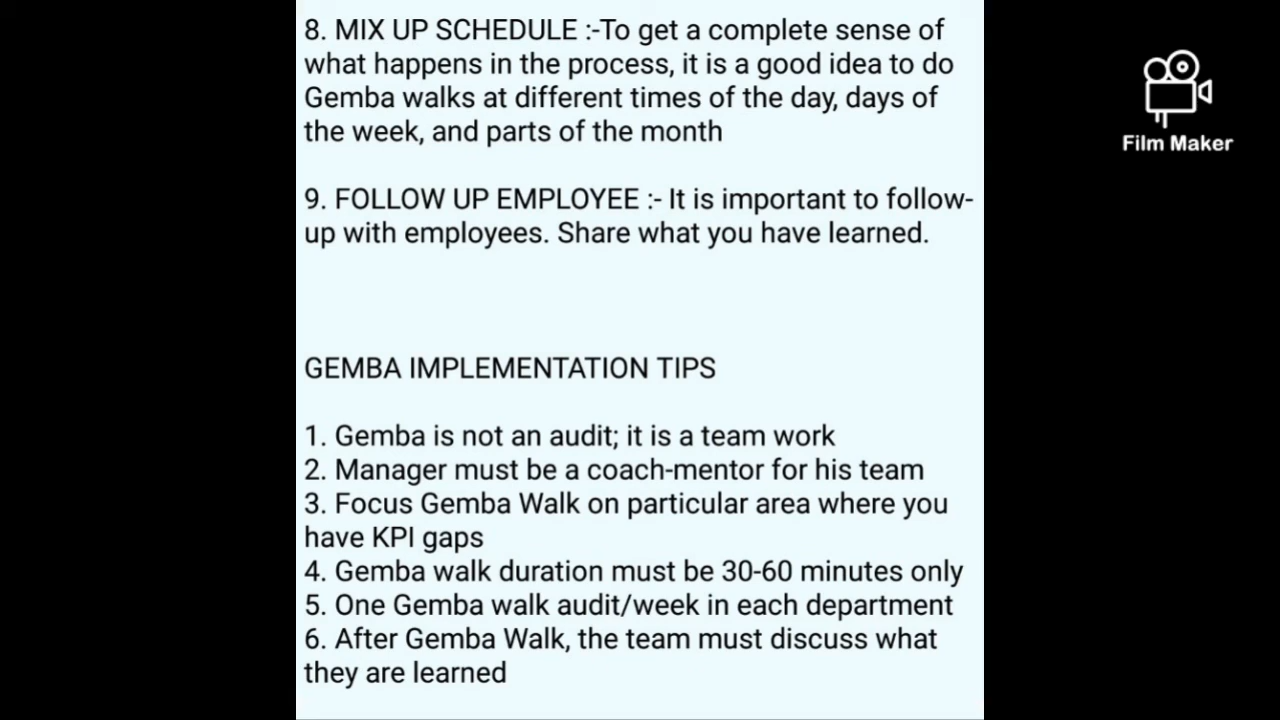 8. MIX UP SCHEDULE :-To get a complete sense of
what happens in the process, it is a good idea to do
Gemba walks at different times of the day, days of
the week, and parts of the month
9. FOLLOW UP EMPLOYEE :- It is important to follow-
up with employees. Share what you have learned.
GEMBA IMPLEMENTATION TIPS
1. Gemba is not an audit; it is a team work
2. Manager must be a coach-mentor for his team
3. Focus Gemba Walk on particular area where you
have KPI gaps
4. Gemba walk duration must be 30-60 minutes only
5. One Gemba walk audit/week in each department
6. After Gemba Walk, the team must discuss what
they are learned
Film Maker